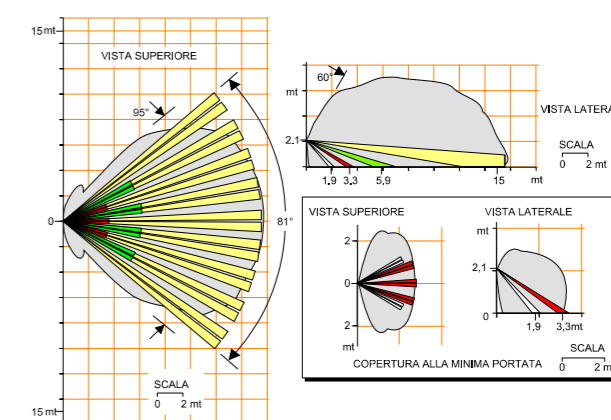 15mt
VISTA SUPERIORE
95°
0
81°
SCALA
0 2 mt
15 mt
60°
mt
VISTA LATERA
2,1
SCALA
0 2 mt
1,9 3,3 5,9 15 mt
VISTA SUPERIORE
2
0
2
mt
VISTA LATERALE
mt
2,1
0
1,9 3,3mt
COPERTURA ALLA MINIMA PORTATA
SCALA
0 2 m